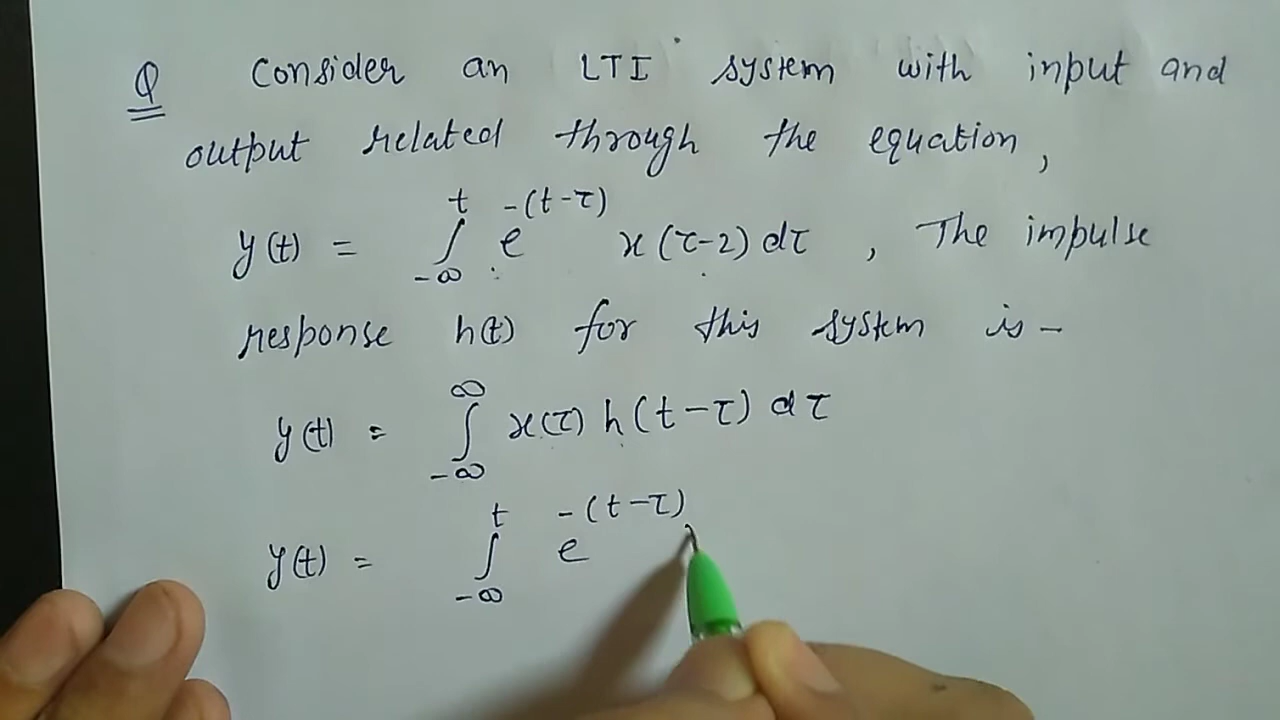 Q Consider an LTI system with input and
output related through the equation,
y(t) = ∫_{-∞}^{t} e^{-(t-τ)} x(τ-2) dτ , The impulse
response h(t) for this system is -
y(t) = ∫_{-∞}^{∞} x(τ) h(t-τ) dτ
y(t) = ∫_{-∞}^{t} e^{-(t-τ)}